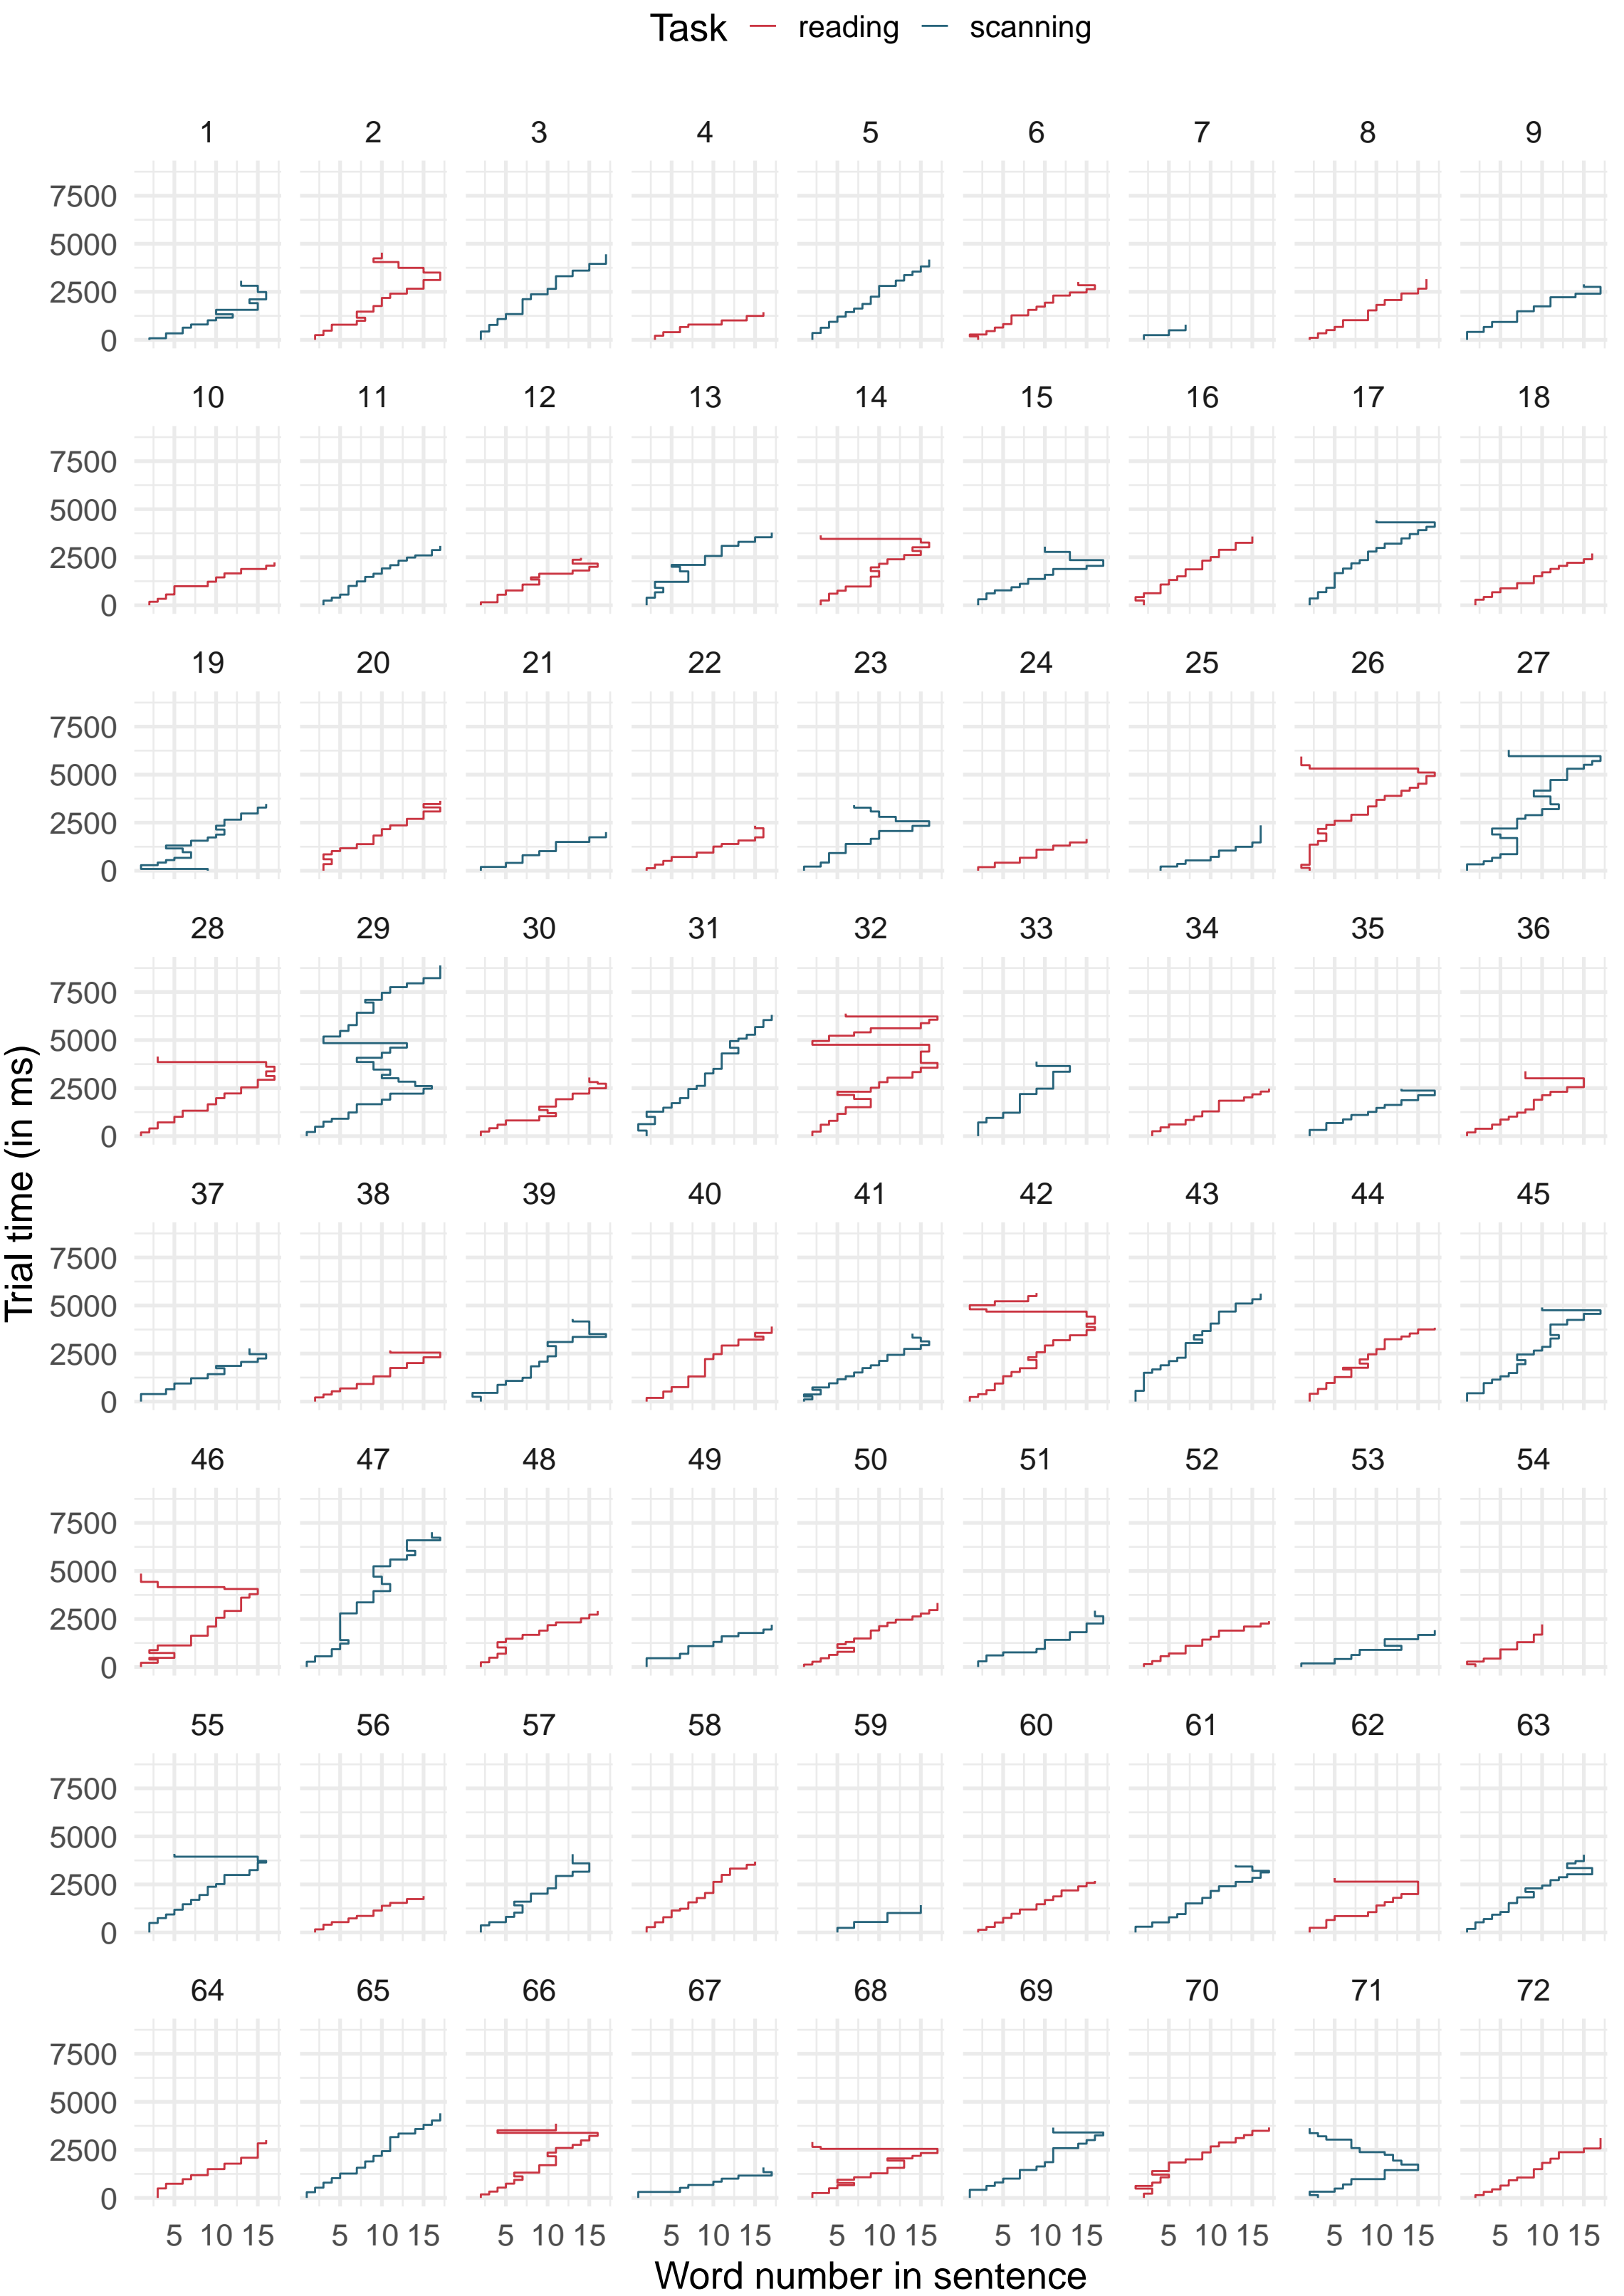 Task reading scanning
1 2 3 4 5 6 7 8 9
7500
5000
2500
0
10 11 12 13 14 15 16 17 18
7500
5000
2500
0
19 20 21 22 23 24 25 26 27
7500
5000
2500
0
28 29 30 31 32 33 34 35 36
7500
5000
2500
0
37 38 39 40 41 42 43 44 45
7500
5000
2500
0
46 47 48 49 50 51 52 53 54
7500
5000
2500
0
55 56 57 58 59 60 61 62 63
7500
5000
2500
0
64 65 66 67 68 69 70 71 72
7500
5000
2500
0
5 10 15 5 10 15 5 10 15 5 10 15 5 10 15 5 10 15 5 10 15 5 10 15 5 10 15
Word number in sentence
Trial time (in ms)